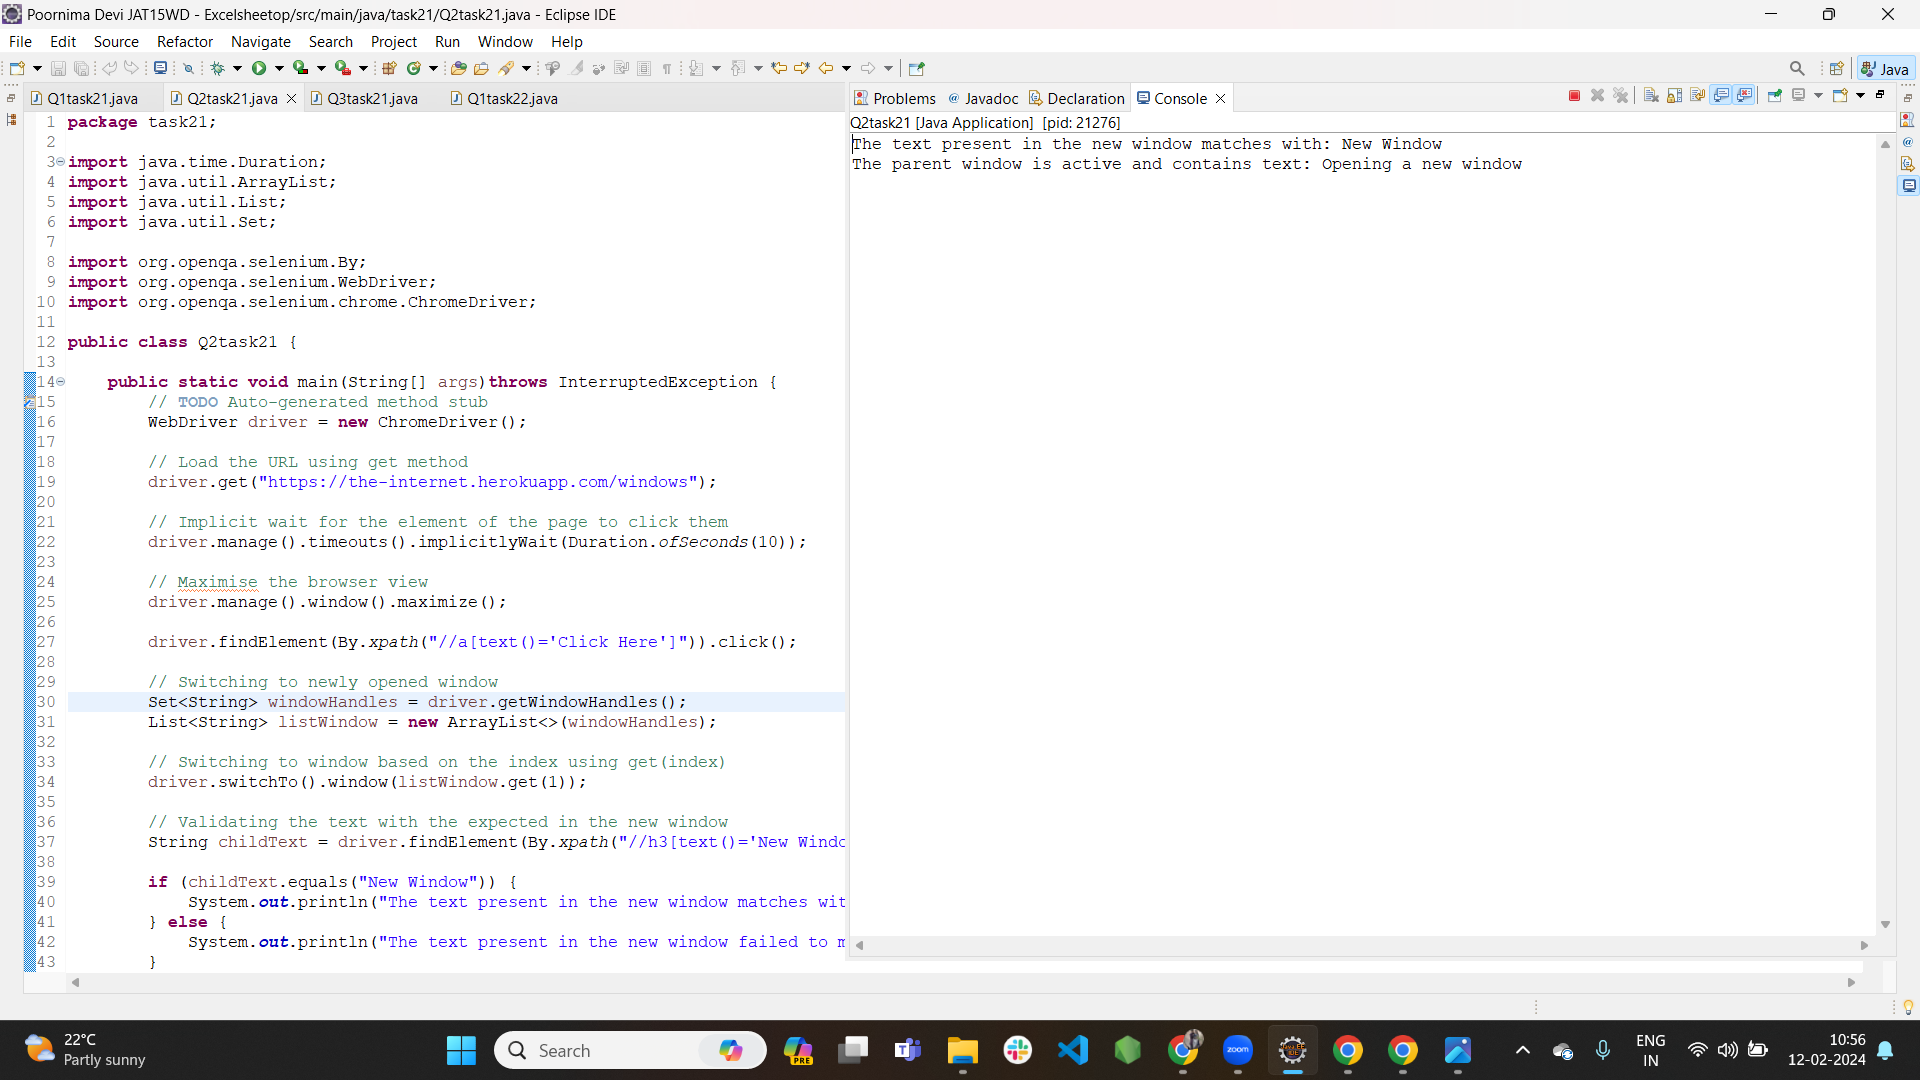 Poornima Devi JAT15WD - Excelsheetop/src/main/java/task21/Q2task21.java - Eclipse IDE
File Edit Source Refactor Navigate Search Project Run Window Help
Java
Q1task21.java Q2task21.java Q3task21.java Q1task22.java
1 package task21;
2
3 import java.time.Duration;
4 import java.util.ArrayList;
5 import java.util.List;
6 import java.util.Set;
7
8 import org.openqa.selenium.By;
9 import org.openqa.selenium.WebDriver;
10 import org.openqa.selenium.chrome.ChromeDriver;
11
12 public class Q2task21 {
13
14 public static void main(String[] args)throws InterruptedException {
15 // TODO Auto-generated method stub
16 WebDriver driver = new ChromeDriver();
17
18 // Load the URL using get method
19 driver.get("https://the-internet.herokuapp.com/windows");
20
21 // Implicit wait for the element of the page to click them
22 driver.manage().timeouts().implicitlyWait(Duration.ofSeconds(10));
23
24 // Maximise the browser view
25 driver.manage().window().maximize();
26
27 driver.findElement(By.xpath("//a[text()='Click Here']")).click();
28
29 // Switching to newly opened window
30 Set<String> windowHandles = driver.getWindowHandles();
31 List<String> listWindow = new ArrayList<>(windowHandles);
32
33 // Switching to window based on the index using get(index)
34 driver.switchTo().window(listWindow.get(1));
35
36 // Validating the text with the expected in the new window
37 String childText = driver.findElement(By.xpath("//h3[text()='New Windo
38
39 if (childText.equals("New Window")) {
40 System.out.println("The text present in the new window matches wit
41 } else {
42 System.out.println("The text present in the new window failed to m
43 }
Problems Javadoc Declaration Console
Q2task21 [Java Application] [pid: 21276]
The text present in the new window matches with: New Window
The parent window is active and contains text: Opening a new window
22°C
Partly sunny
Search
PRE
zoom
ENG
IN
10:56
12-02-2024